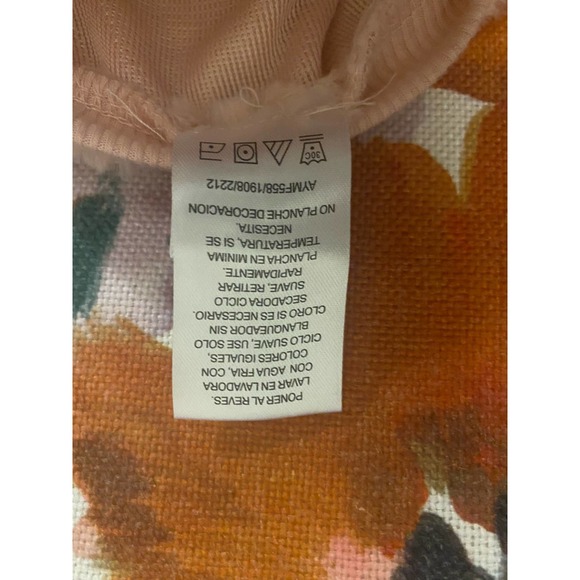 PONER AL REVES.
LAVAR EN LAVADORA
CON AGUA FRIA, CON
COLORES IGUALES,
CICLO SUAVE, USE SOLO
BLANQUEADOR SIN
CLORO SI ES NECESARIO.
SECADORA CICLO
SUAVE, RETIRAR
RAPIDAMENTE.
PLANCHA EN MINIMA
TEMPERATURA, SI SE
NECESITA.
NO PLANCHE DECORACION
AYMF558/1908/2212
30C